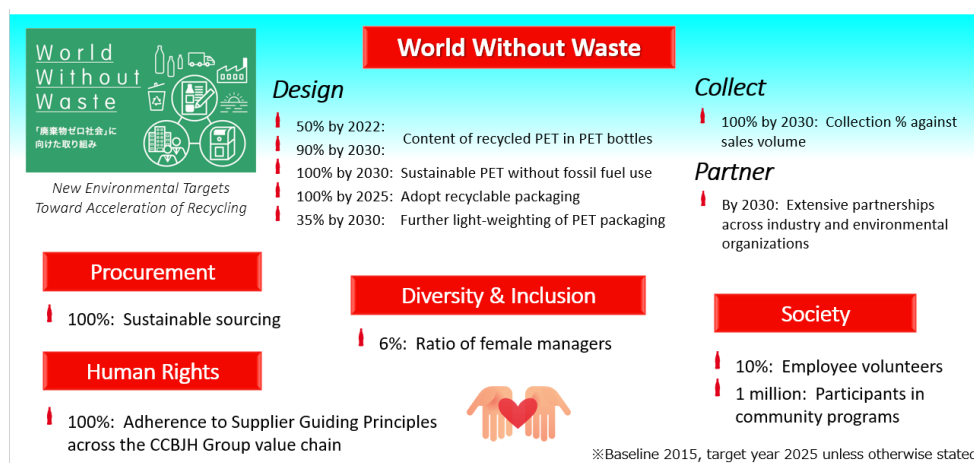 World Without Waste
World
Without
Waste
「廃棄物ゼロ社会」に
向けた取り組み
New Environmental Targets
Toward Acceleration of Recycling
Design
50% by 2022:
90% by 2030:
Content of recycled PET in PET bottles
100% by 2030: Sustainable PET without fossil fuel use
100% by 2025: Adopt recyclable packaging
35% by 2030: Further light-weighting of PET packaging
Collect
100% by 2030: Collection % against
sales volume
Partner
By 2030: Extensive partnerships
across industry and environmental
organizations
Procurement
100%: Sustainable sourcing
Human Rights
100%: Adherence to Supplier Guiding Principles
across the CCBJH Group value chain
Diversity & Inclusion
6%: Ratio of female managers
Society
10%: Employee volunteers
1 million: Participants in
community programs
※Baseline 2015, target year 2025 unless otherwise stated